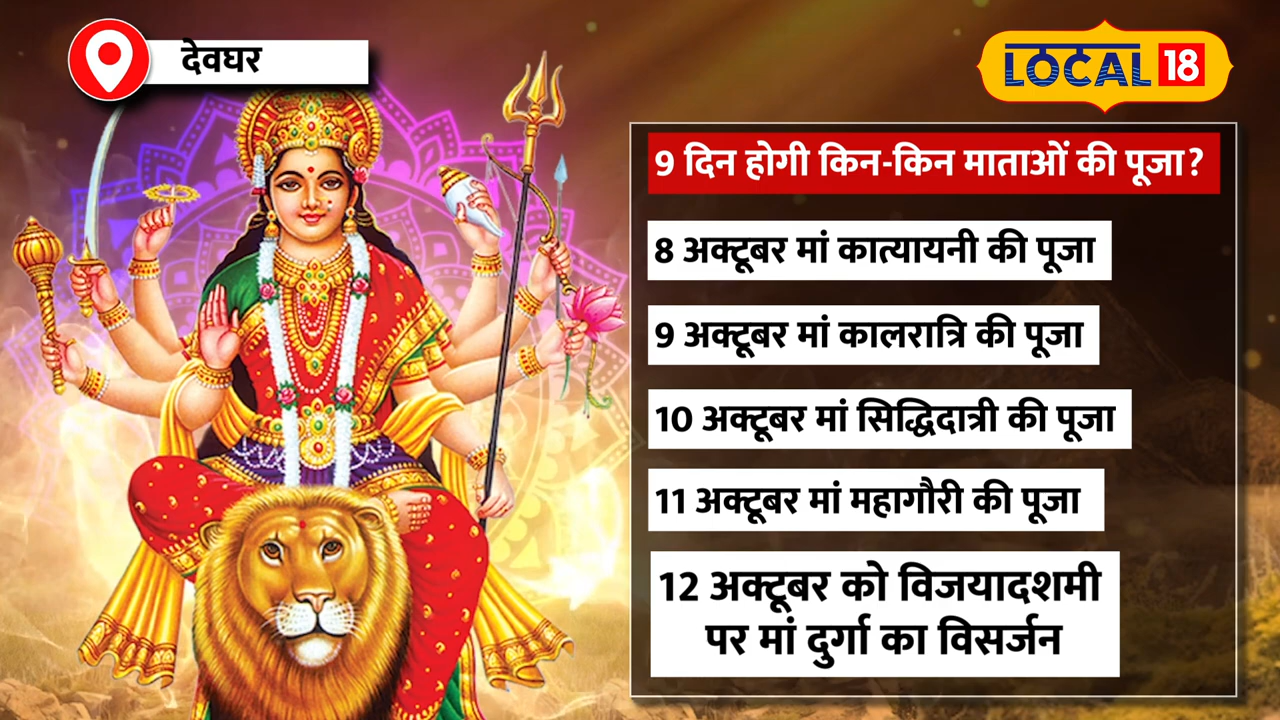 देवघर
LOCAL 18
9 दिन होगी किन-किन माताओं की पूजा?
8 अक्टूबर मां कात्यायनी की पूजा
9 अक्टूबर मां कालरात्रि की पूजा
10 अक्टूबर मां सिद्धिदात्री की पूजा
11 अक्टूबर मां महागौरी की पूजा
12 अक्टूबर को विजयादशमी
पर मां दुर्गा का विसर्जन